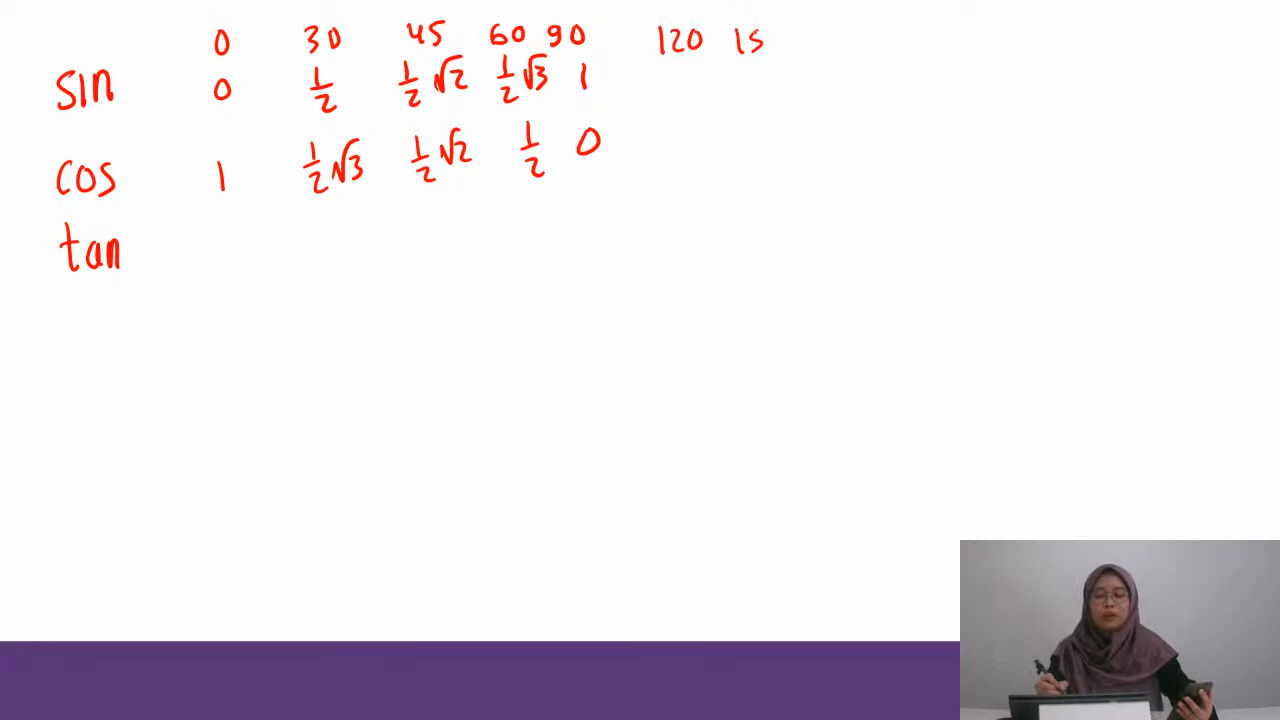 0 30 45 60 90 120 15
sin 0 1/2 1/2 √2 1/2 √3 1
cos 1 1/2 √3 1/2 √2 1/2 0
tan